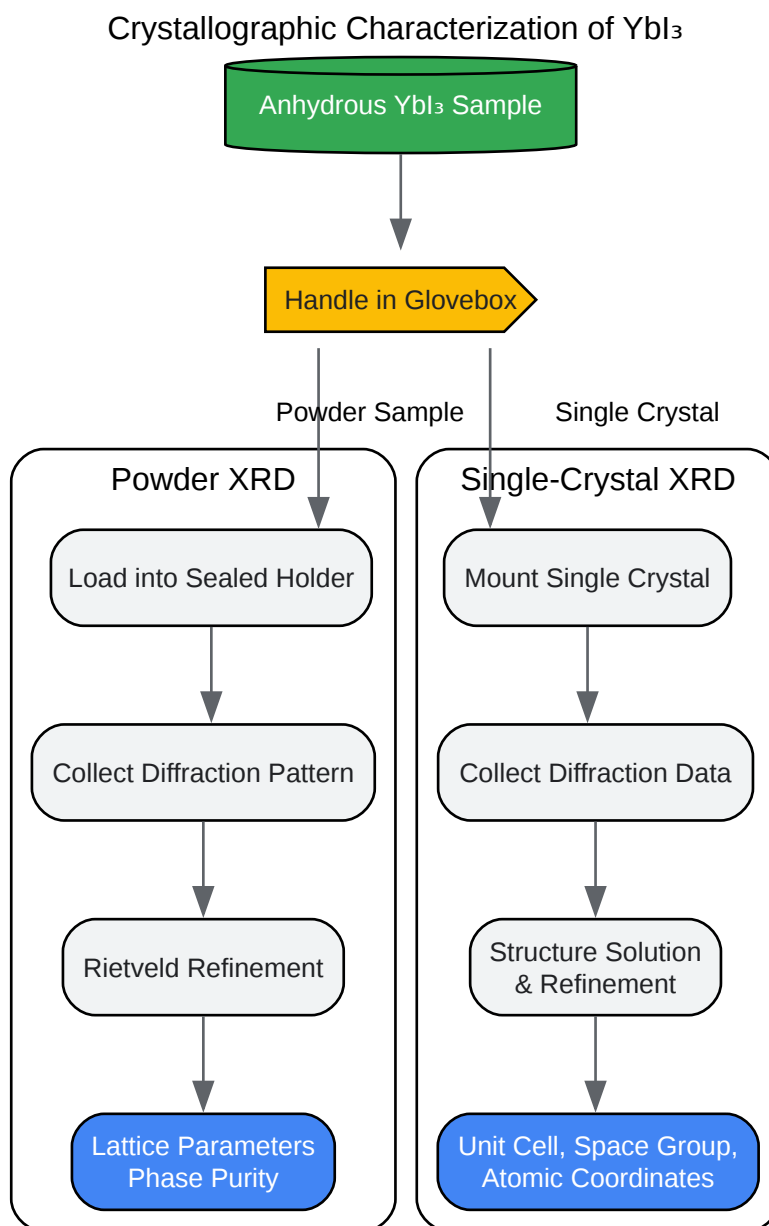 Crystallographic Characterization of YbI₃
Anhydrous YbI₃ Sample
Handle in Glovebox
Powder Sample
Single Crystal
Powder XRD
Load into Sealed Holder
Collect Diffraction Pattern
Rietveld Refinement
Lattice Parameters
Phase Purity
Single-Crystal XRD
Mount Single Crystal
Collect Diffraction Data
Structure Solution
& Refinement
Unit Cell, Space Group,
Atomic Coordinates